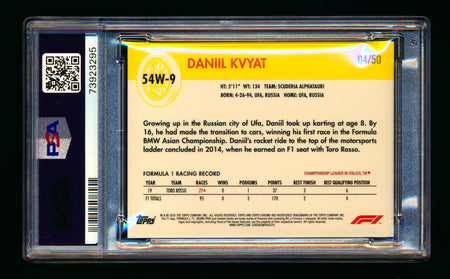 PSA
73923295
DANIIL KVYAT
04/50
54W-9
HT: 5'11" WT: 134 TEAM: SCUDERIA ALPHATAURI
BORN: 4-26-94, UFA, RUSSIA HOME: UFA, RUSSIA
Growing up in the Russian city of Ufa, Daniil took up karting at age 8. By
16, he had made the transition to cars, winning his first race in the Formula
BMW Asian Championship. Daniil's rocket ride to the top of the motorsports
ladder concluded in 2014, when he earned an F1 seat with Toro Rosso.
FORMULA 1 RACING RECORD
CHAMPIONSHIP LEADER IN ITALICS, TIE
YEAR TEAM RACES WINS PODIUMS POINTS BEST FINISH BEST QUALIFYING POSITION
19 TORO ROSSO 21 0 1 37 3 6
F1 TOTALS 95 0 3 170 2 4
Topps
F1